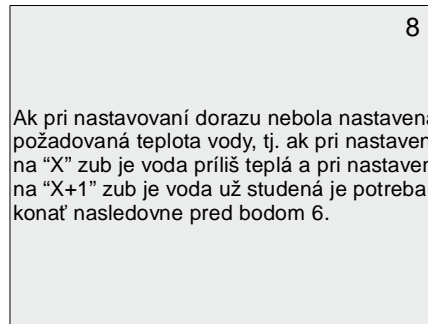 8
Ak pri nastavovaní dorazu nebola nastavená
požadovaná teplota vody, tj. ak pri nastaven
na “X” zub je voda príliš teplá a pri nastaven
na “X+1” zub je voda už studená je potreba
konať nasledovne pred bodom 6.